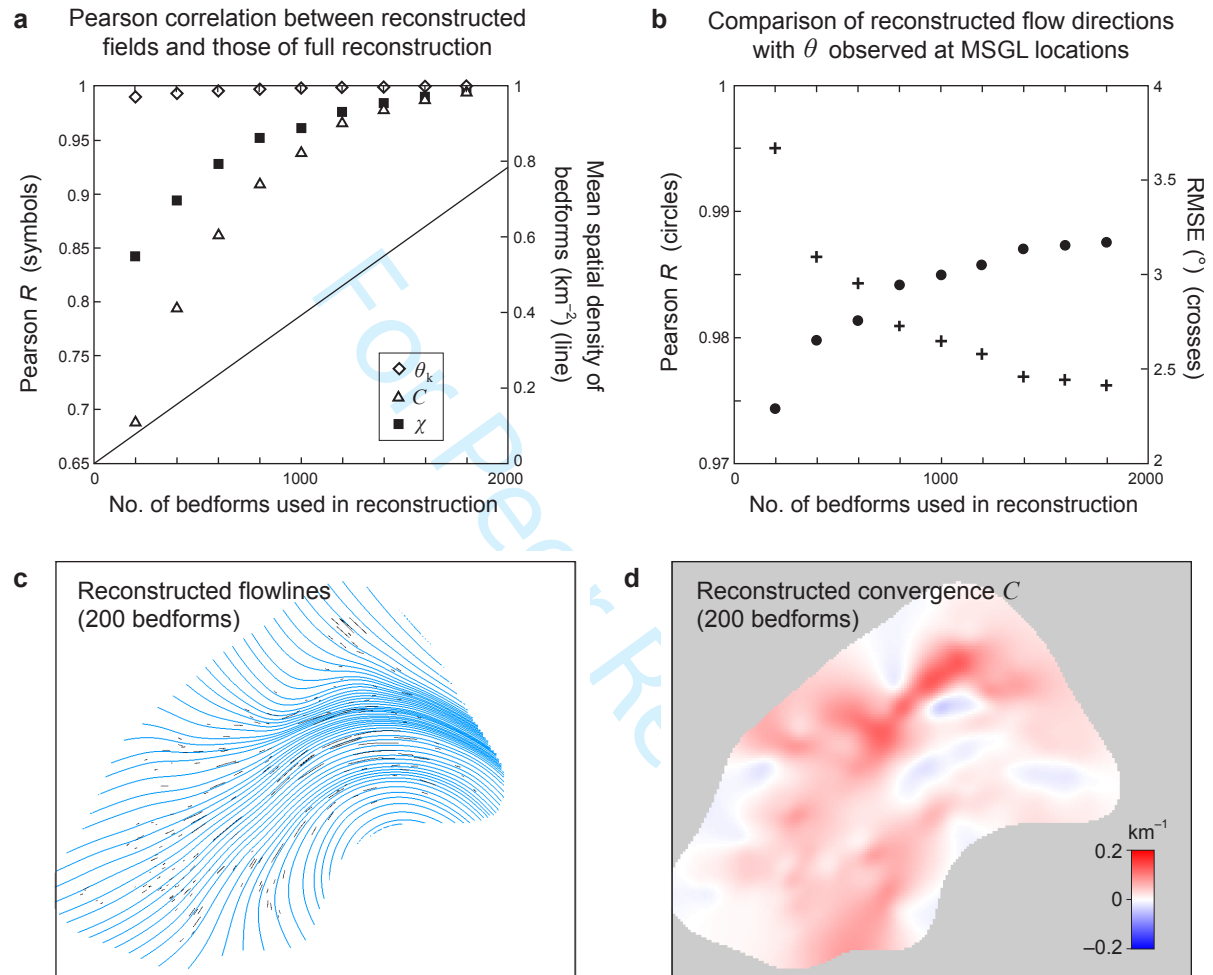 a
Pearson correlation between reconstructed
fields and those of full reconstruction
1
0.95
0.9
0.85
0.8
0.75
0.7
0.65
Pearson R (symbols)
1
0.8
0.6
0.4
0.2
0
Mean spatial density of
bedforms (km⁻²) (line)
θk
C
χ
0
1000
2000
No. of bedforms used in reconstruction
b
Comparison of reconstructed flow directions
with θ observed at MSGL locations
1
0.99
0.98
0.97
Pearson R (circles)
4
3.5
3
2.5
2
RMSE (°) (crosses)
0
1000
2000
No. of bedforms used in reconstruction
For Peer Re
c
Reconstructed flowlines
(200 bedforms)
d
Reconstructed convergence C
(200 bedforms)
km⁻¹
0.2
–0.2